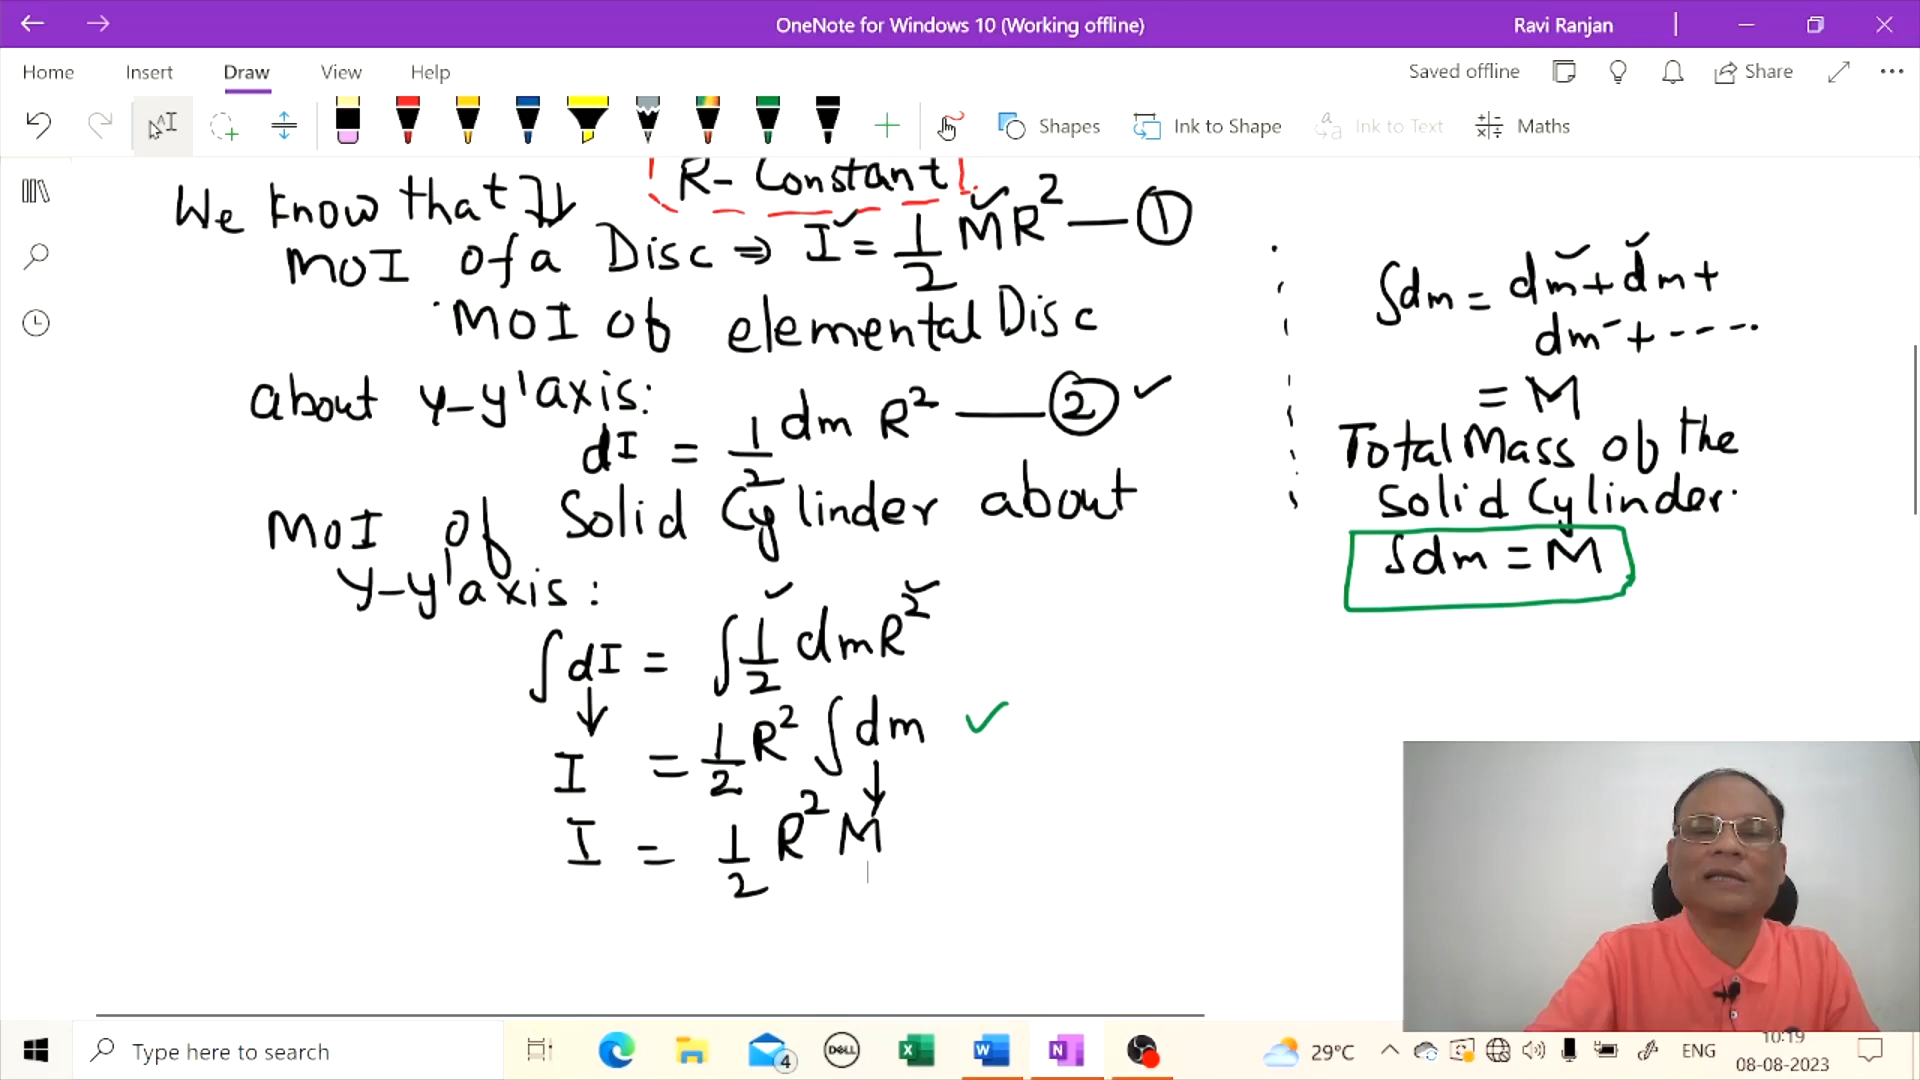 OneNote for Windows 10 (Working offline)
Ravi Ranjan
Home Insert Draw View Help
Saved offline Share
Shapes Ink to Shape Ink to Text Maths
R- Constant
We know that
MOI of a Disc ⇒ I = 1/2 MR² — ①
MOI of elemental Disc
about y-y' axis:
dI = 1/2 dm R² — ②
MOI of Solid Cylinder about
y-y' axis:
∫dI = ∫1/2 dmR²
I = 1/2 R² ∫dm
I = 1/2 R² M
∫dm = dm + dm +
dm + ----
= M
Total Mass of the
Solid Cylinder.
∫dm = M
Type here to search
4
DELL
29°C
ENG
10:19
08-08-2023